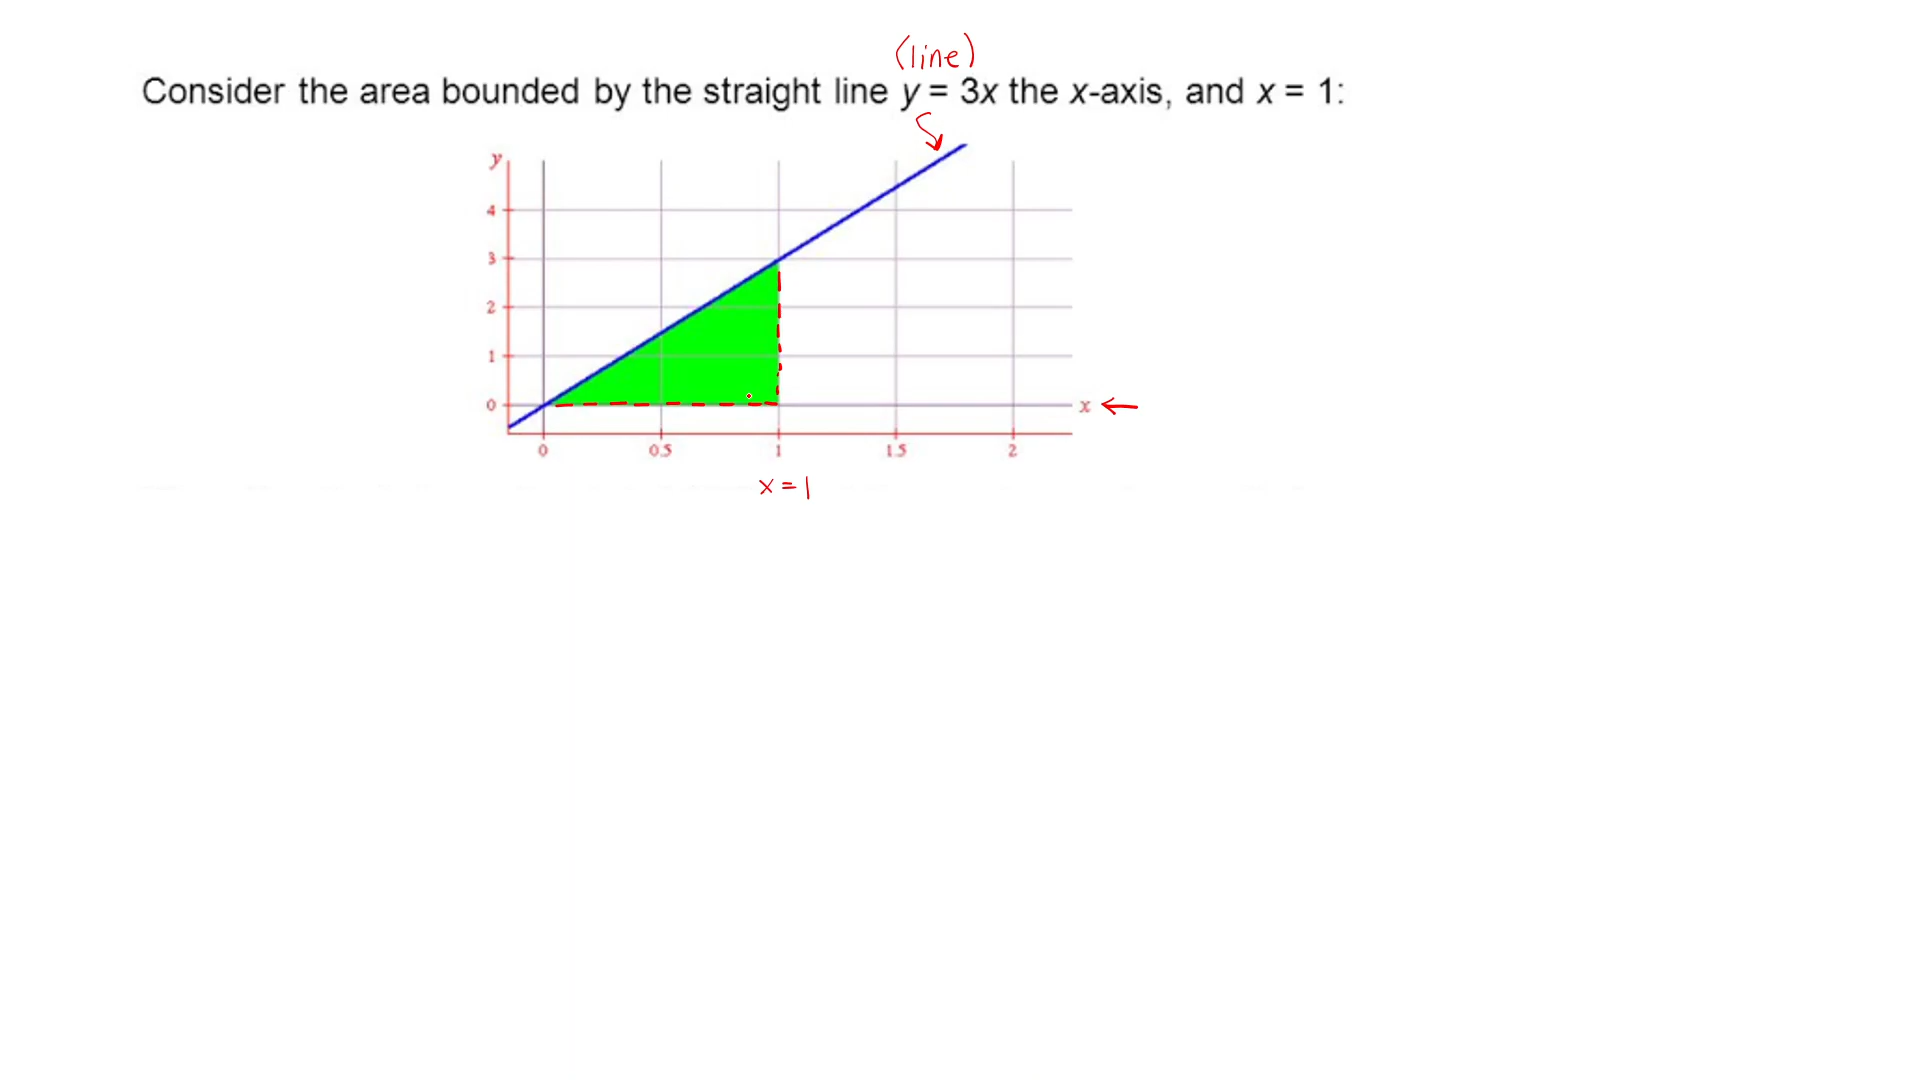 (line)
Consider the area bounded by the straight line y = 3x the x-axis, and x = 1:
y
4
3
2
1
0
x
0 0.5 1 1.5 2
x = 1